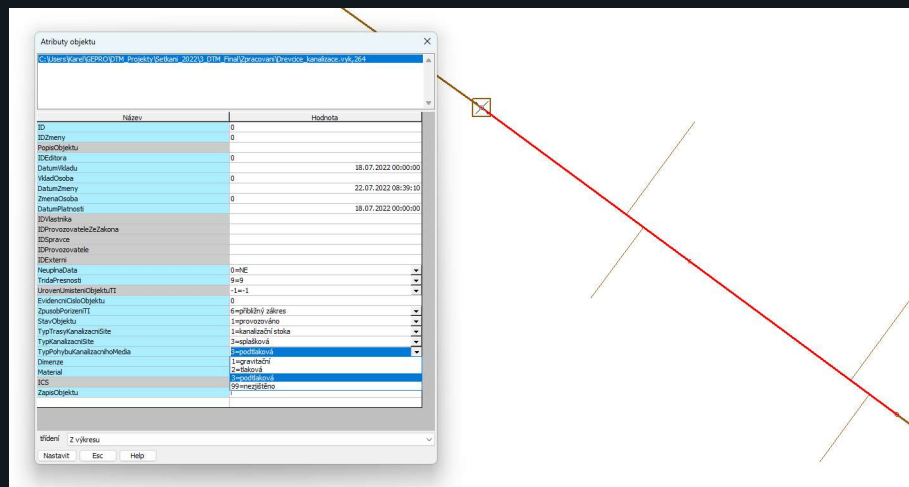 Atributy objektu
C:\Users\Karel\GEPRO\DTM_Projekty\Setkani_2022\3_DTM_Final\Zpracovani\Drevcice_kanalizace.vyk,264
Název Hodnota
ID 0
IDZmeny 0
PopisObjektu
IDEditora 0
DatumVkladu 18.07.2022 00:00:00
VkladOsoba 0
DatumZmeny 22.07.2022 08:39:10
ZmenaOsoba 0
DatumPlatnosti 18.07.2022 00:00:00
IDVlastnika
IDProvozovateleZeZakona
IDSpravce
IDProvozovatele
IDExterni
NeuplnaData 0=NE
TridaPresnosti 9=9
UrovenUmisteniObjektuTI -1=-1
EvidencniCisloObjektu 0
ZpusobPorizeniTI 6=přibližný zákres
StavObjektu 1=provozováno
TypTrasyKanalizacniSite 1=kanalizační stoka
TypKanalizacniSite 3=splašková
TypPohybuKanalizacnihoMedia 3=podtlaková
Dimenze 1=gravitační
Material 2=tlaková
3=podtlaková
ICS 99=nezjištěno
ZapisObjektu
třídění Z výkresu
Nastavit Esc Help